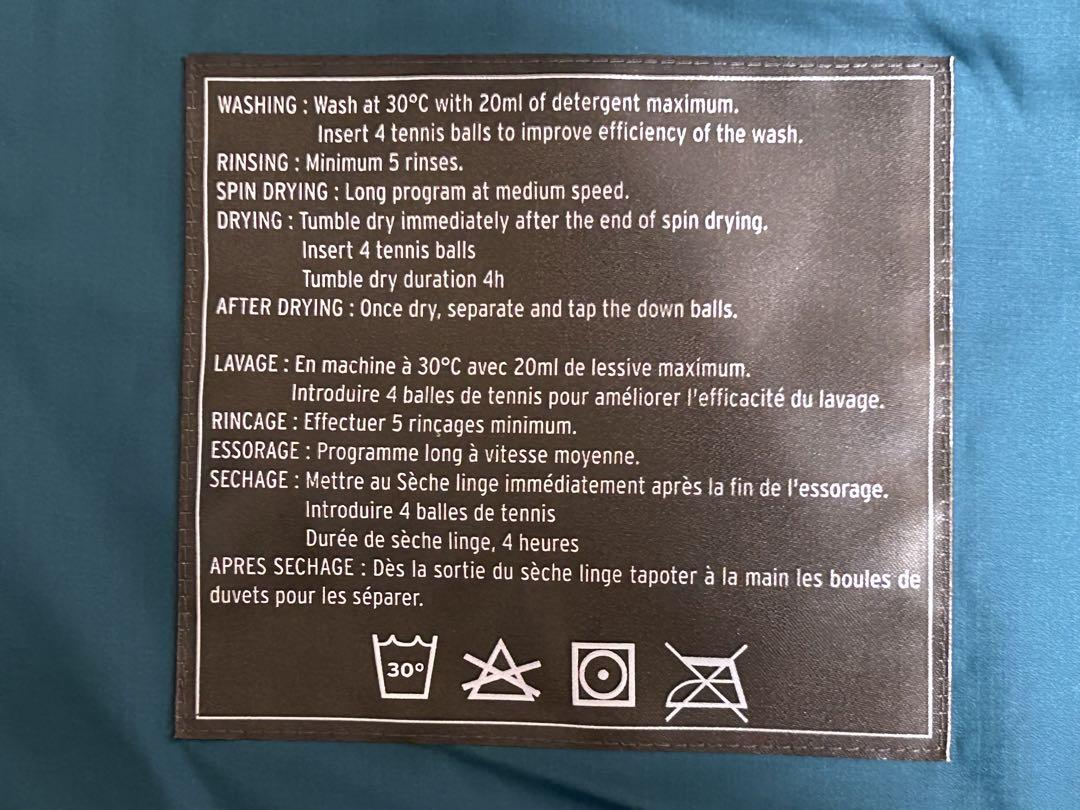 WASHING : Wash at 30°C with 20ml of detergent maximum.
Insert 4 tennis balls to improve efficiency of the wash.
RINSING : Minimum 5 rinses.
SPIN DRYING : Long program at medium speed.
DRYING : Tumble dry immediately after the end of spin drying.
Insert 4 tennis balls
Tumble dry duration 4h
AFTER DRYING : Once dry, separate and tap the down balls.
LAVAGE : En machine à 30°C avec 20ml de lessive maximum.
Introduire 4 balles de tennis pour améliorer l'efficacité du lavage.
RINCAGE : Effectuer 5 rinçages minimum.
ESSORAGE : Programme long à vitesse moyenne.
SECHAGE : Mettre au Sèche linge immédiatement après la fin de l'essorage.
Introduire 4 balles de tennis
Durée de sèche linge, 4 heures
APRES SECHAGE : Dès la sortie du sèche linge tapoter à la main les boules de
duvets pour les séparer.
30°